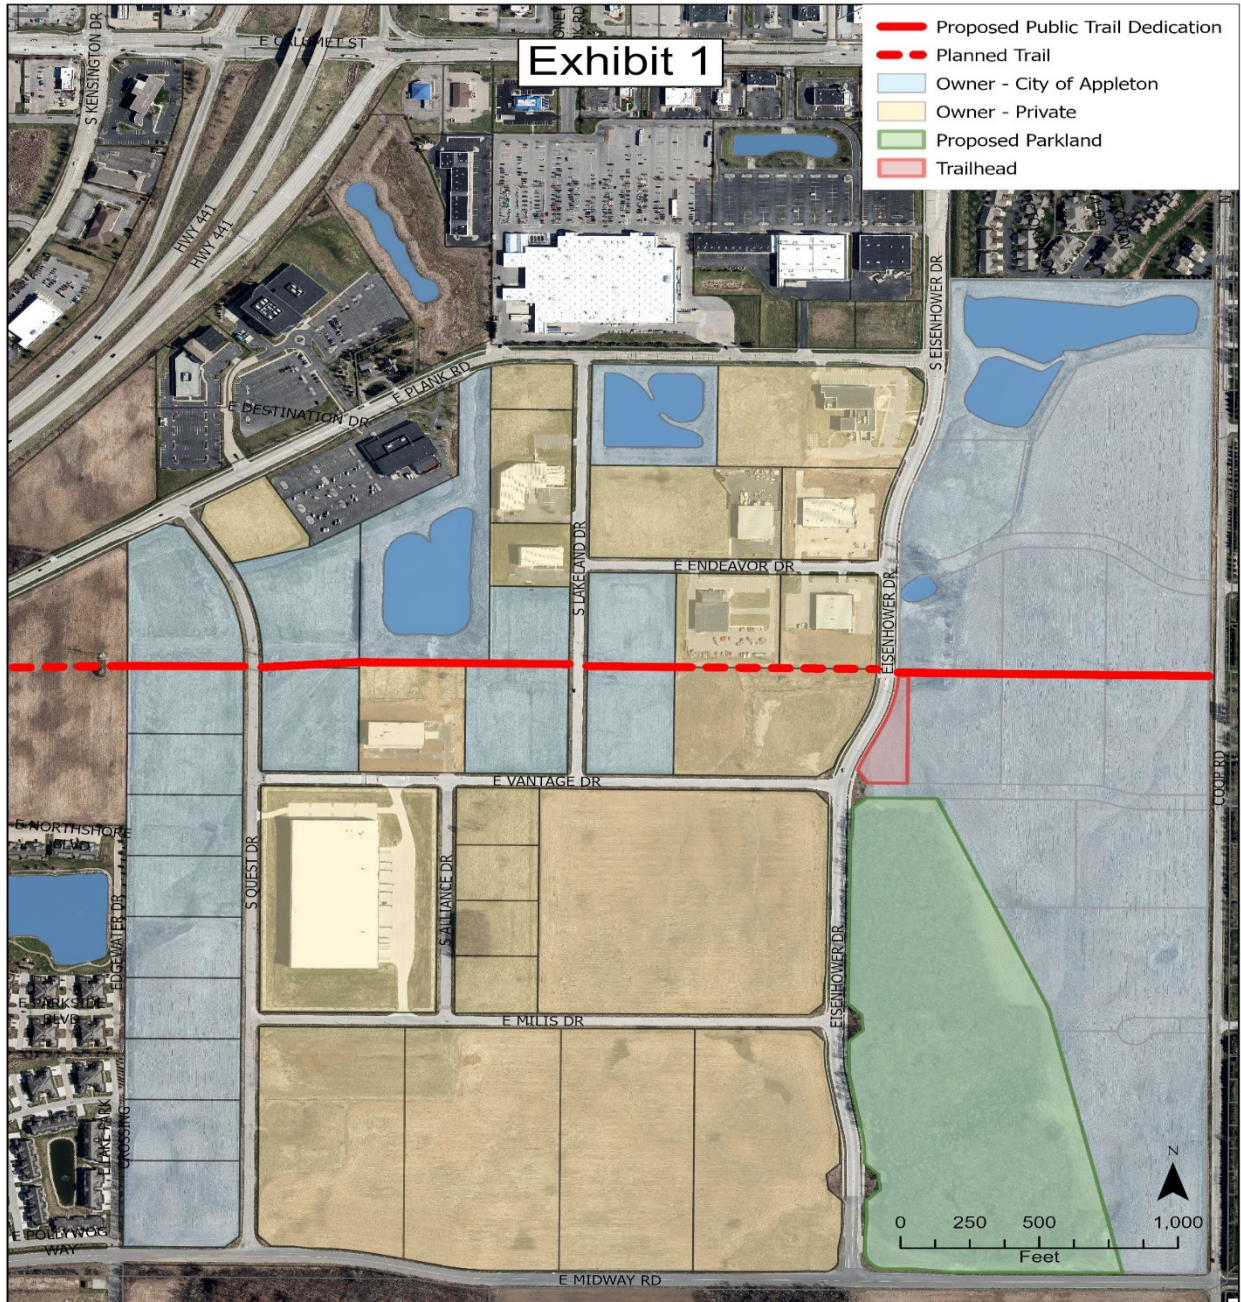 Exhibit 1
Proposed Public Trail Dedication
Planned Trail
Owner - City of Appleton
Owner - Private
Proposed Parkland
Trailhead
E CALUMET ST
S KENSINGTON DR
HWY 441
HWY 441
S EISENHOWER DR
E PLANK RD
E DESTINATION DR
S LAKELAND DR
E ENDEAVOR DR
EISENHOWER DR
E VANTAGE DR
COOP RD
E NORTHSHORE
BLVD
S QUEST DR
S ALLIANCE DR
EDGEWATER DR
EISENHOWER DR
E PARKSIDE
BLVD
E MILIS DR
E LAKE PARK
CROSSING
N
0 250 500 1,000
Feet
E POLLYWOG
WAY
E MIDWAY RD